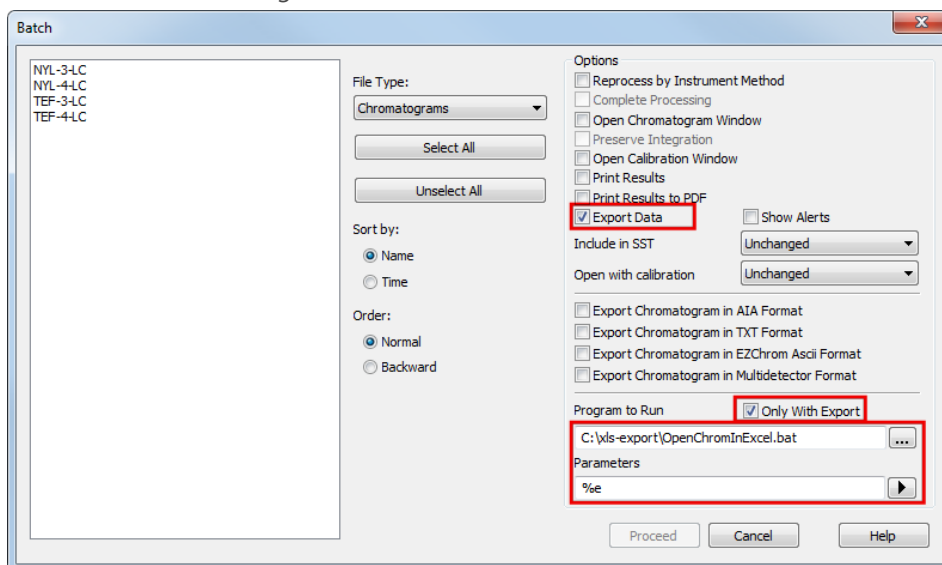 Batch
NYL-3-LC
NYL-4-LC
TEF-3-LC
TEF-4-LC
File Type:
Chromatograms
Select All
Unselect All
Sort by:
Name
Time
Order:
Normal
Backward
Options
Reprocess by Instrument Method
Complete Processing
Open Chromatogram Window
Preserve Integration
Open Calibration Window
Print Results
Print Results to PDF
Export Data Show Alerts
Include in SST Unchanged
Open with calibration Unchanged
Export Chromatogram in AIA Format
Export Chromatogram in TXT Format
Export Chromatogram in EZChrom Ascii Format
Export Chromatogram in Multidetector Format
Program to Run Only With Export
C:\xls-export\OpenChromInExcel.bat ...
Parameters
%e
Proceed Cancel Help